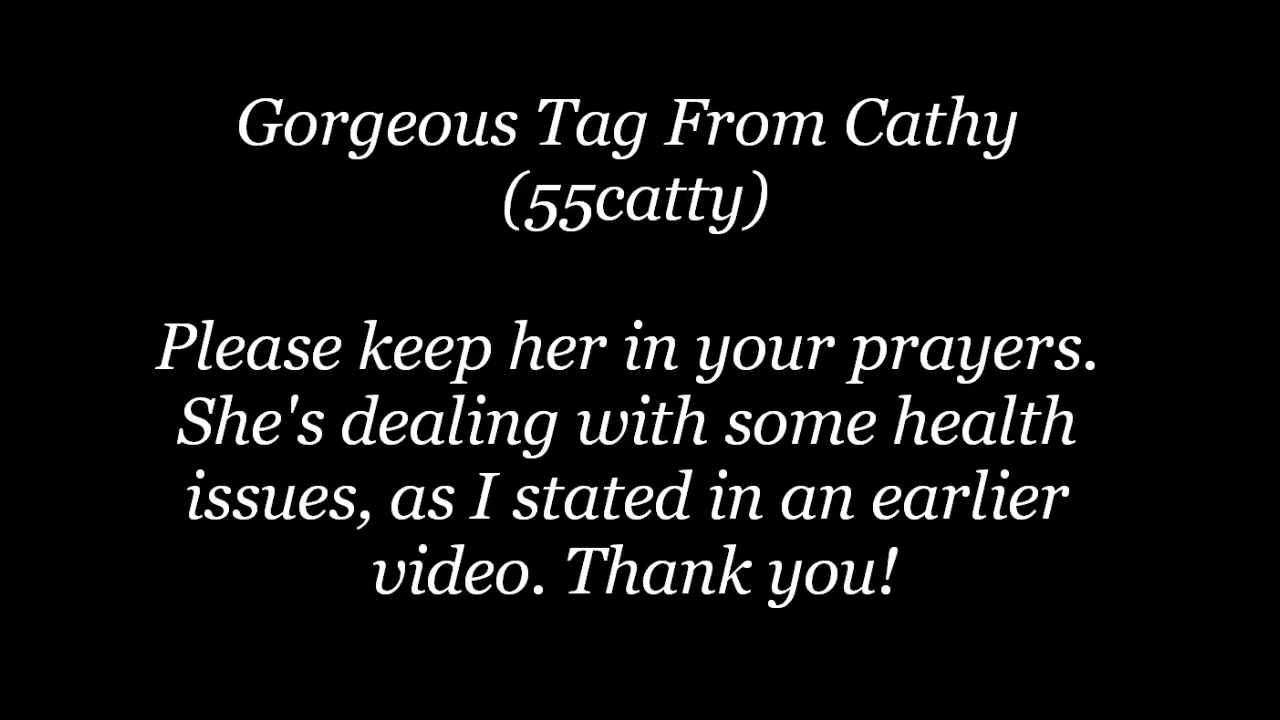 Gorgeous Tag From Cathy
(55catty)
Please keep her in your prayers.
She's dealing with some health
issues, as I stated in an earlier
video. Thank you!